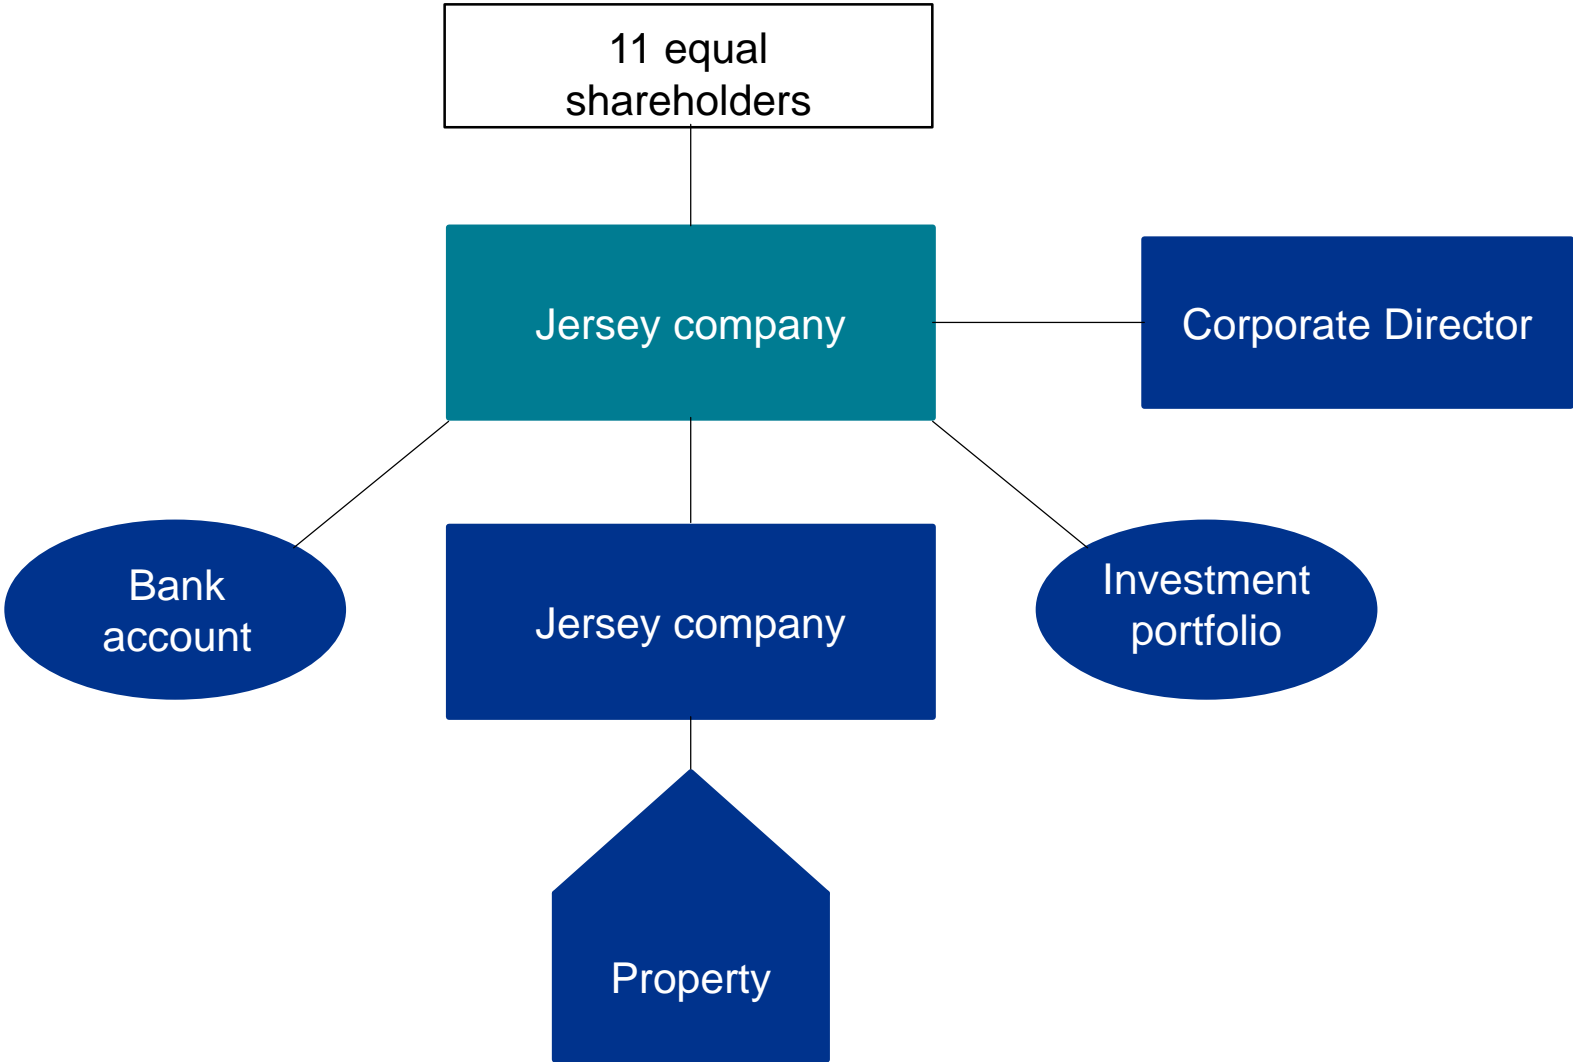 11 equal
shareholders
Jersey company
Corporate Director
Bank
account
Jersey company
Investment
portfolio
Property